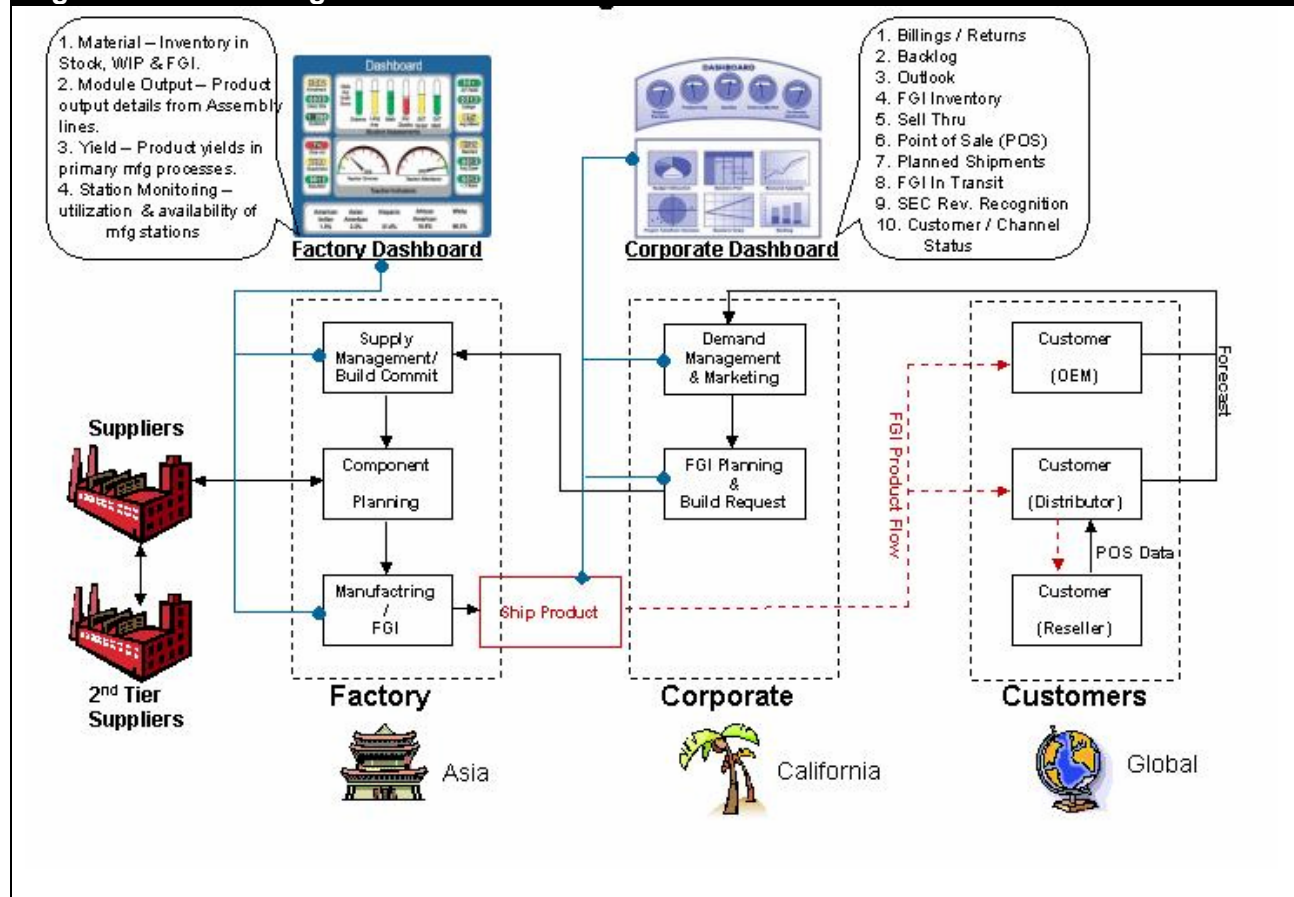 1. Material – Inventory in
Stock, WIP & FGI.
2. Module Output – Product
output details from Assembly
lines.
3. Yield – Product yields in
primary mfg processes.
4. Station Monitoring –
utilization & availability of
mfg stations
Dashboard
Factory Dashboard
DASHBOARD
Corporate Dashboard
1. Billings / Returns
2. Backlog
3. Outlook
4. FGI Inventory
5. Sell Thru
6. Point of Sale (POS)
7. Planned Shipments
8. FGI In Transit
9. SEC Rev. Recognition
10. Customer / Channel
Status
Suppliers
2nd Tier
Suppliers
Supply
Management/
Build Commit
Component
Planning
Manufactring
/
FGI
Ship Product
Demand
Management
& Marketing
FGI Planning
&
Build Request
FGI Product Flow
Customer
(OEM)
Customer
(Distributor)
POS Data
Customer
(Reseller)
Forecast
Factory
Corporate
Customers
Asia
California
Global